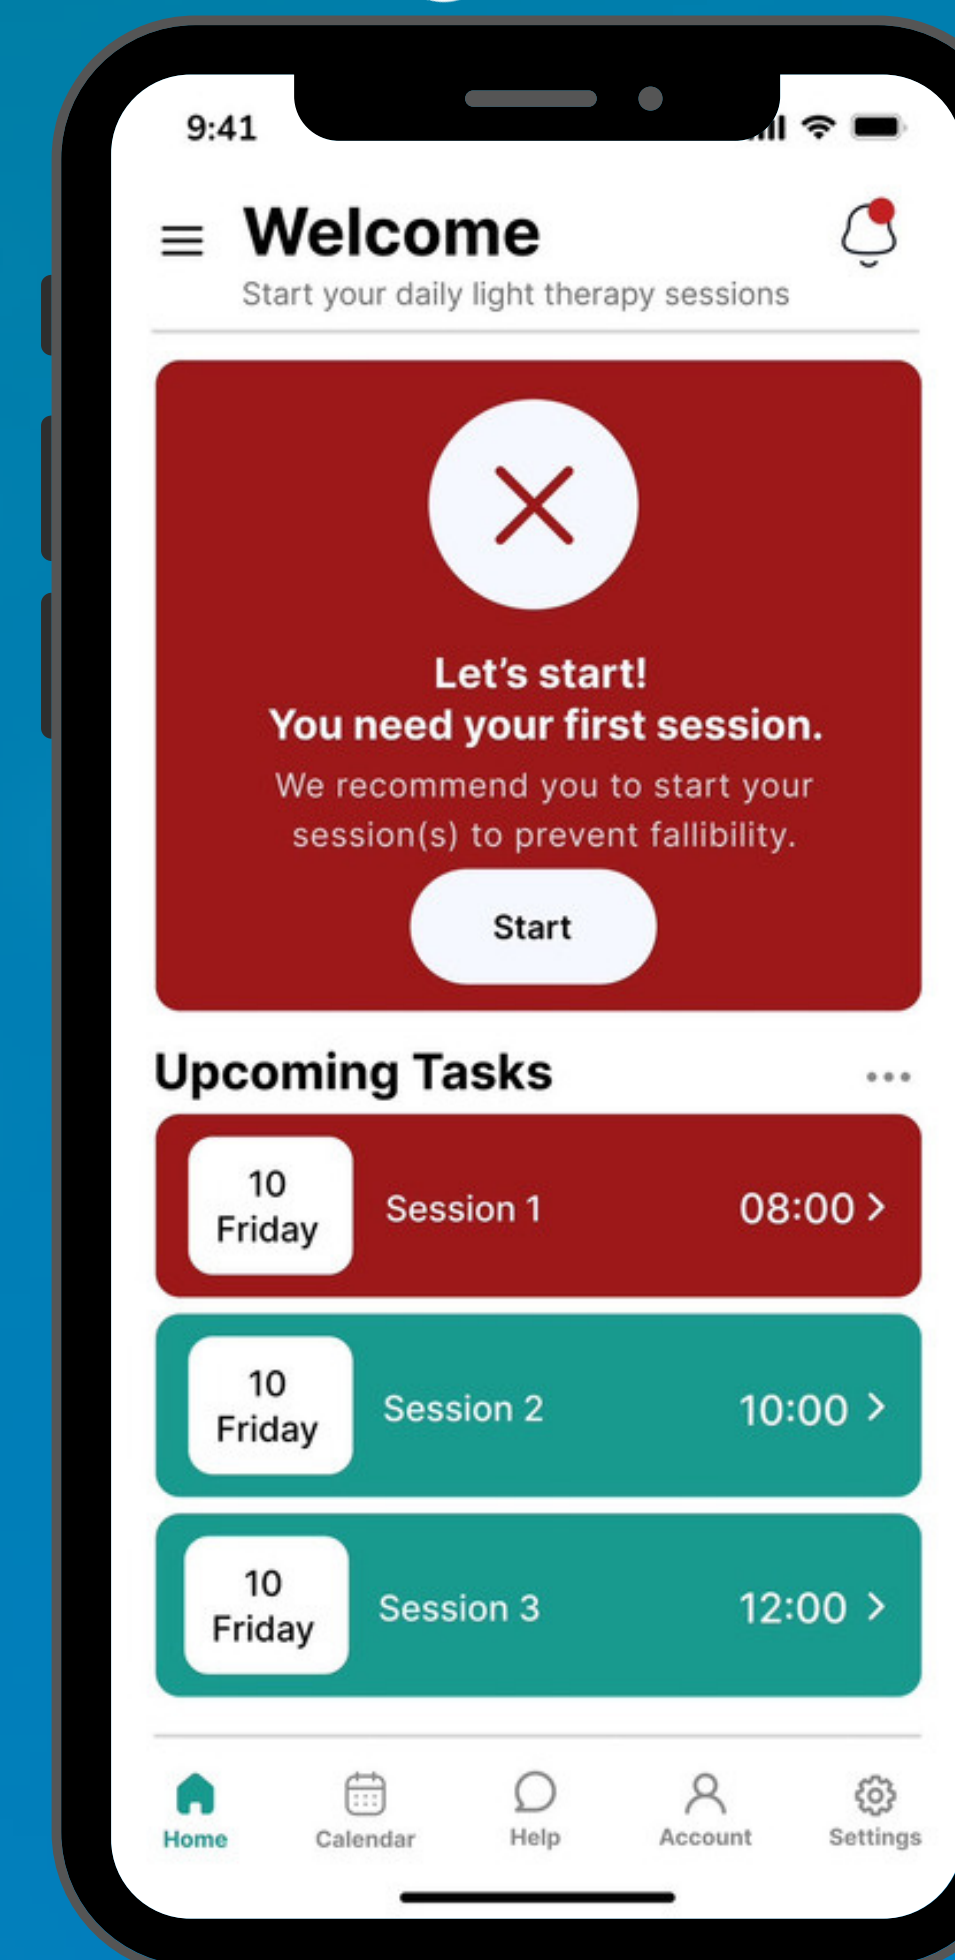 9:41
Welcome
Start your daily light therapy sessions
Let’s start!
You need your first session.
We recommend you to start your
session(s) to prevent fallibility.
Start
Upcoming Tasks
10
Friday
Session 1
08:00
10
Friday
Session 2
10:00
10
Friday
Session 3
12:00
Home
Calendar
Help
Account
Settings